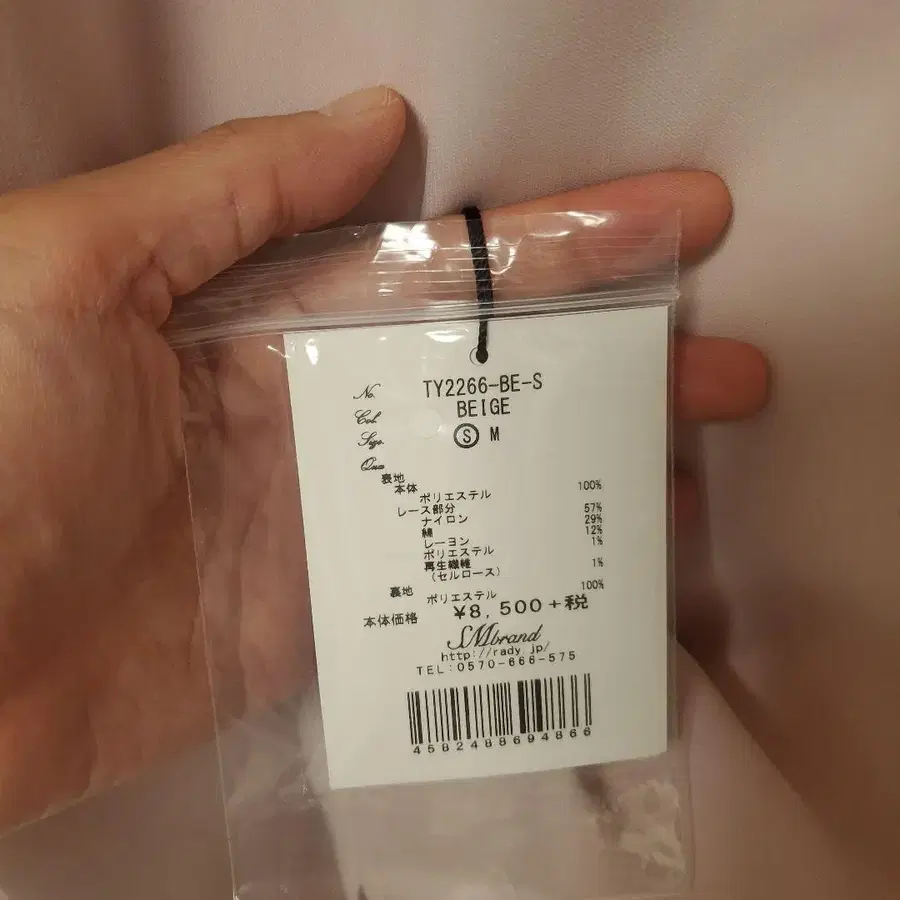 No. TY2266-BE-S
Col. BEIGE
Size. S M
Qua
表地
本体
ポリエステル 100%
レース部分
ナイロン 57%
綿 29%
レーヨン 12%
ポリエステル 1%
再生繊維
(セルロース) 1%
裏地
ポリエステル 100%
本体価格 ¥8,500+税
SMbrand
http://rady.jp/
TEL:0570-666-575
4582488694866